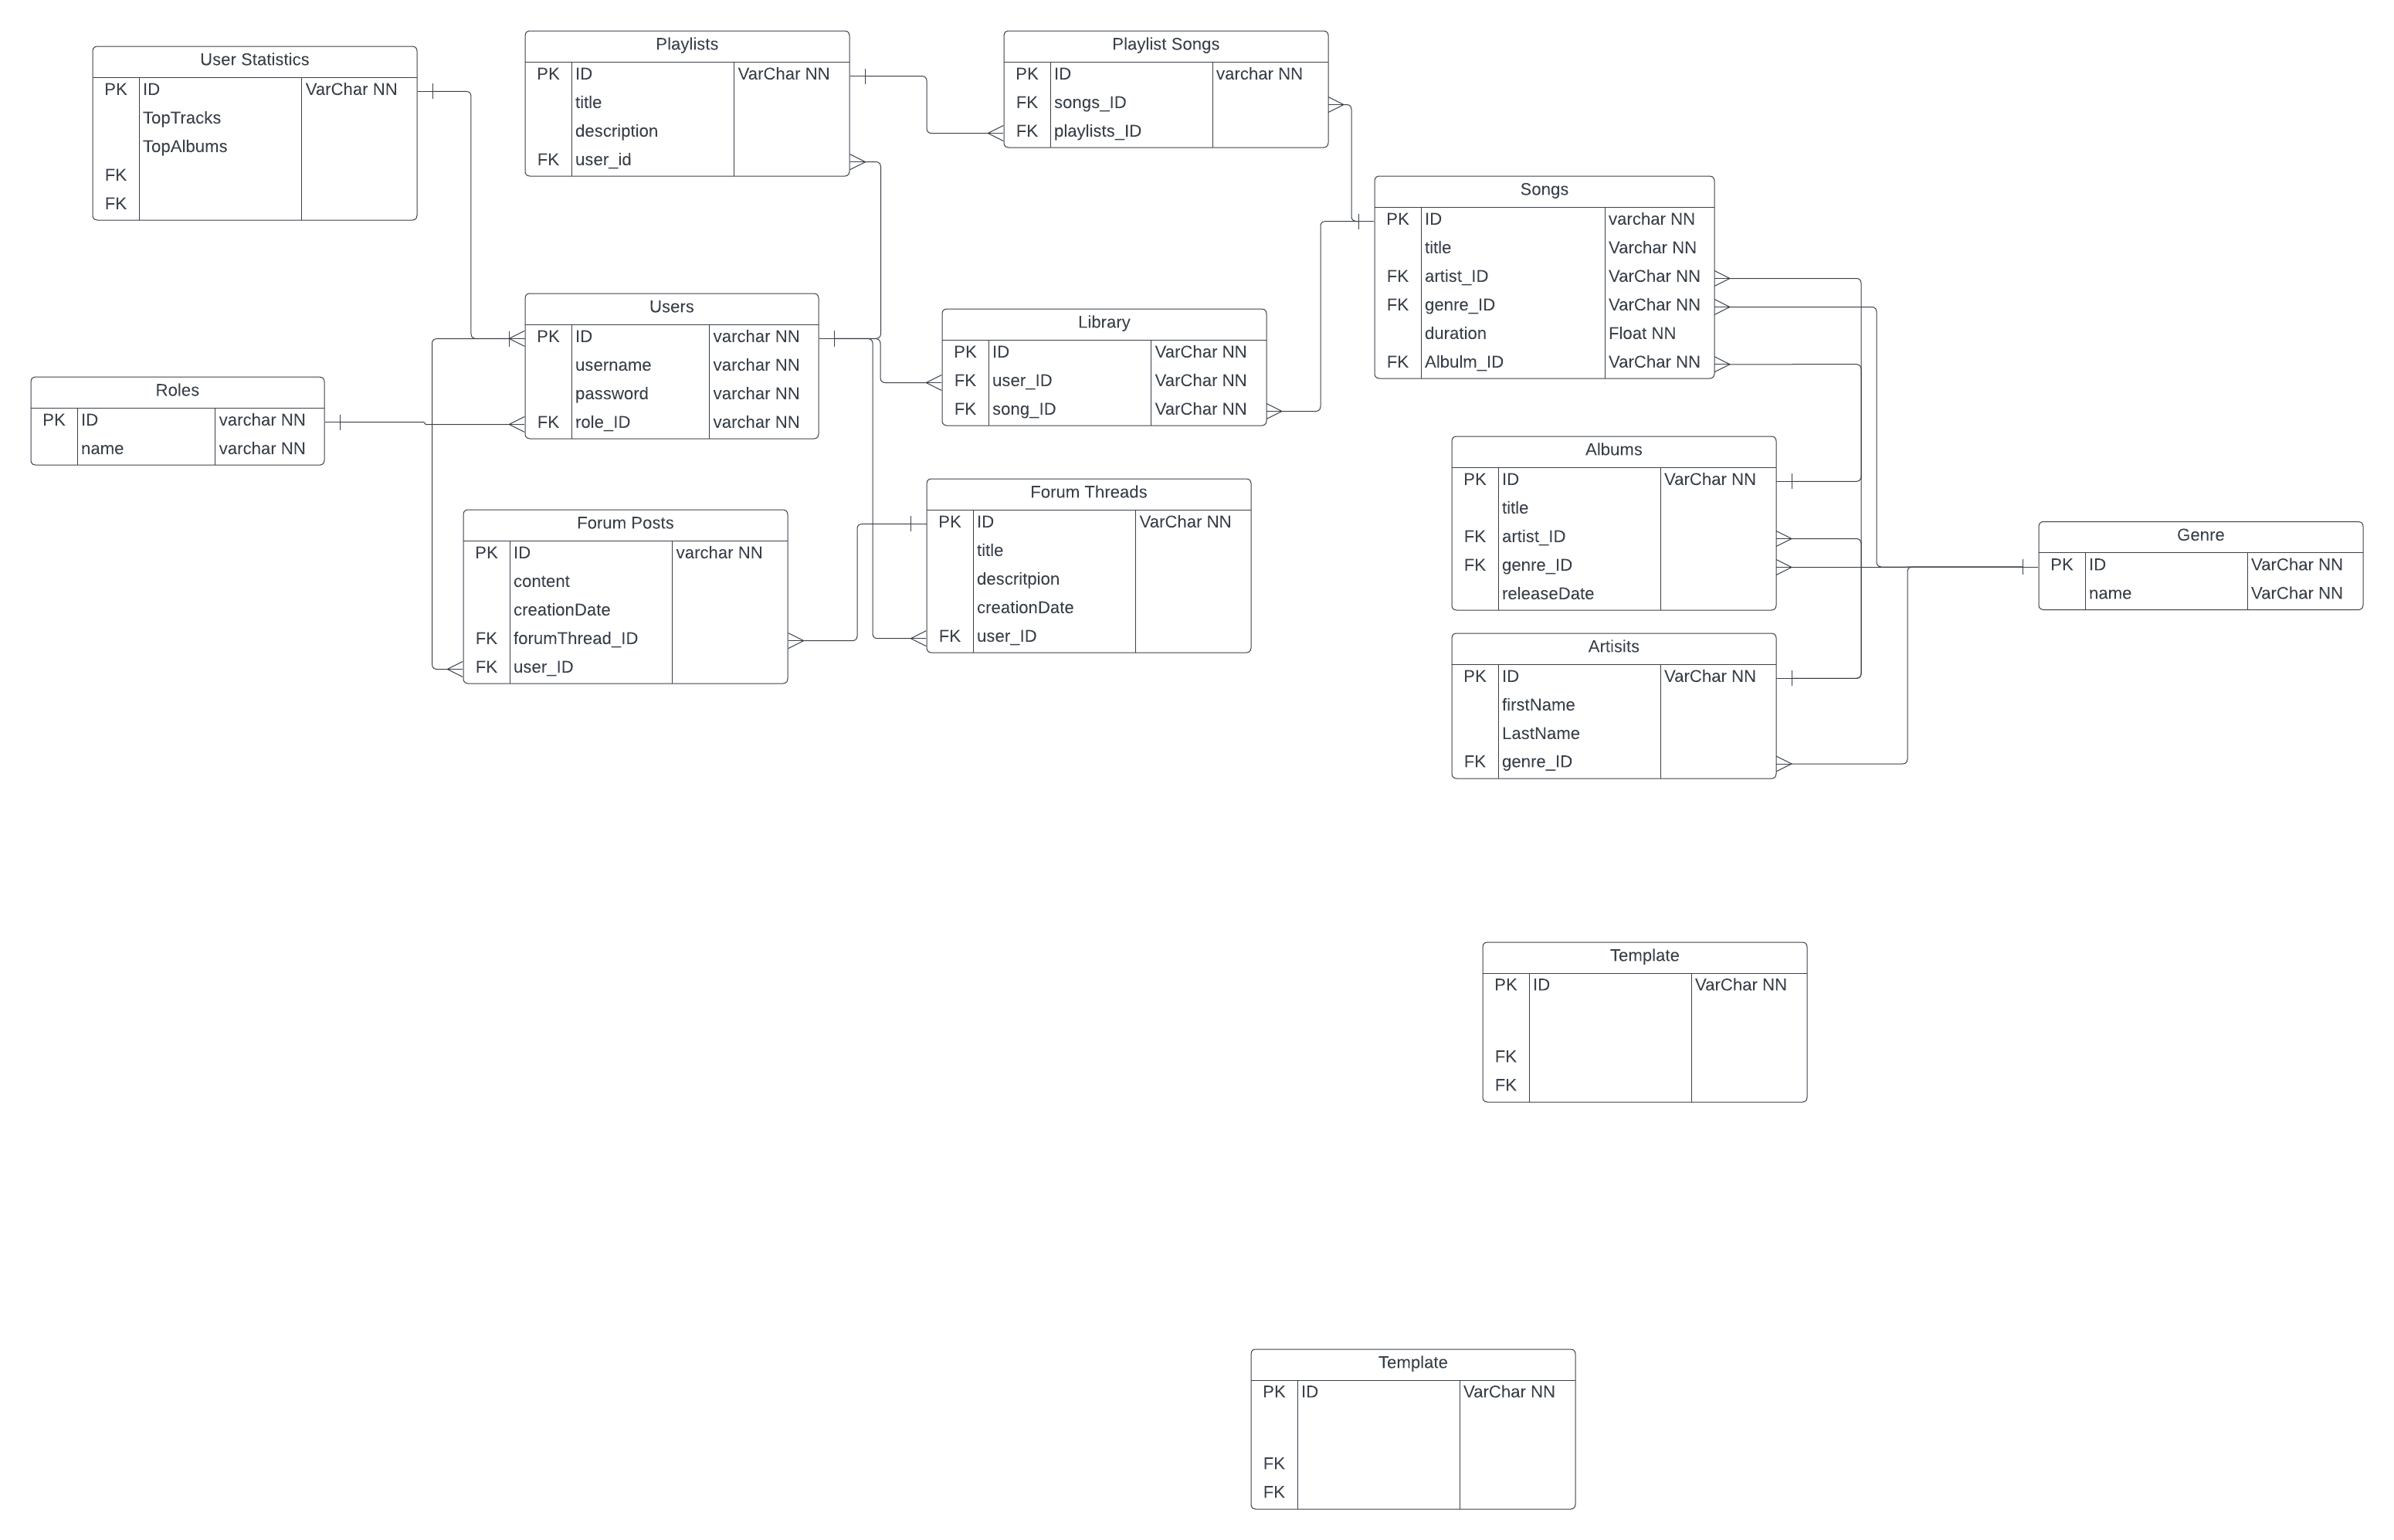 User Statistics
PK ID VarChar NN
TopTracks
TopAlbums
FK
FK
Playlists
PK ID VarChar NN
title
description
FK user_id
Playlist Songs
PK ID varchar NN
FK songs_ID
FK playlists_ID
Songs
PK ID varchar NN
title Varchar NN
FK artist_ID VarChar NN
FK genre_ID VarChar NN
duration Float NN
FK Albulm_ID VarChar NN
Users
PK ID varchar NN
username varchar NN
password varchar NN
FK role_ID varchar NN
Library
PK ID VarChar NN
FK user_ID VarChar NN
FK song_ID VarChar NN
Roles
PK ID varchar NN
name varchar NN
Albums
PK ID VarChar NN
title
FK artist_ID
FK genre_ID
releaseDate
Forum Threads
PK ID VarChar NN
title
descritpion
creationDate
FK user_ID
Forum Posts
PK ID varchar NN
content
creationDate
FK forumThread_ID
FK user_ID
Genre
PK ID VarChar NN
name VarChar NN
Artisits
PK ID VarChar NN
firstName
LastName
FK genre_ID
Template
PK ID VarChar NN
FK
FK
Template
PK ID VarChar NN
FK
FK